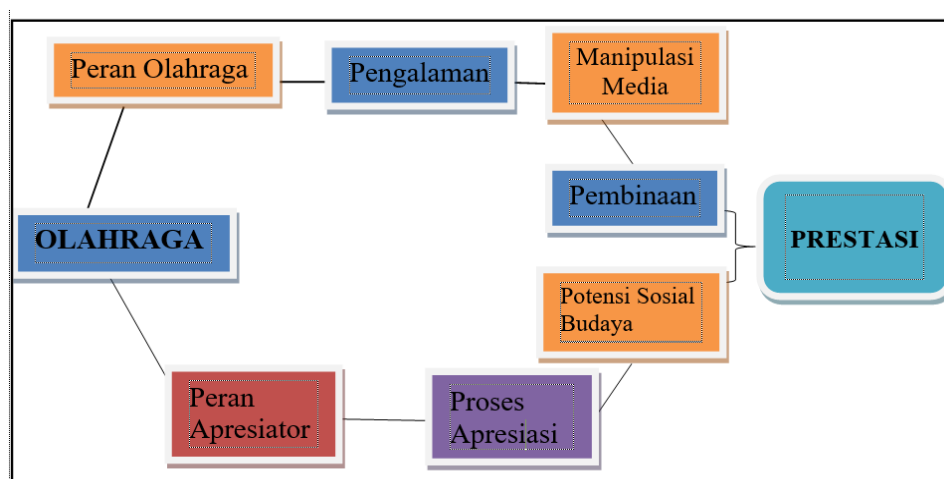 Peran Olahraga
Pengalaman
Manipulasi
Media
Pembinaan
OLAHRAGA
PRESTASI
Potensi Sosial
Budaya
Peran
Apresiator
Proses
Apresiasi